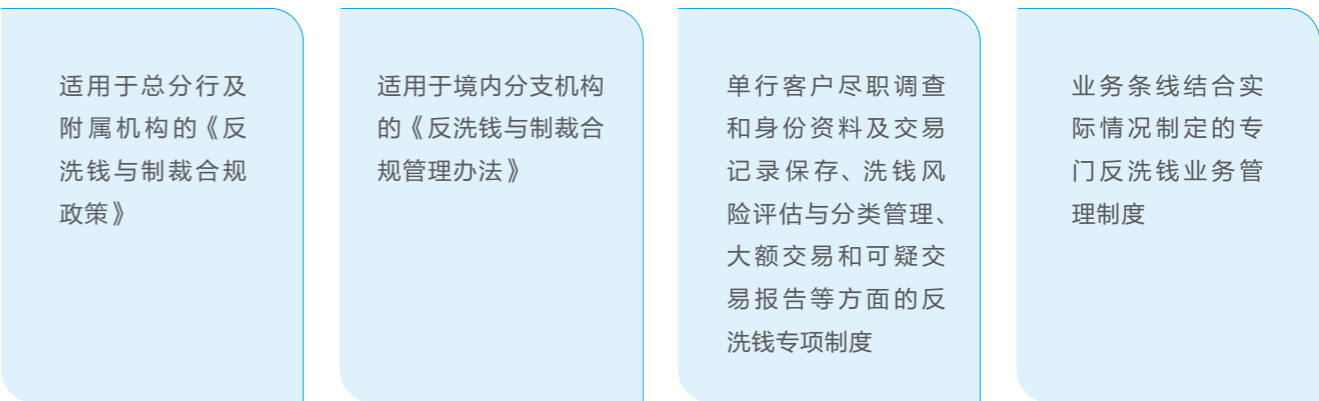 适用于总分行及
附属机构的《反
洗钱与制裁合规
政策》
适用于境内分支机构
的《反洗钱与制裁合
规管理办法》
单行客户尽职调查
和身份资料及交易
记录保存、洗钱风
险评估与分类管理、
大额交易和可疑交
易报告等方面的反
洗钱专项制度
业务条线结合实
际情况制定的专
门反洗钱业务管
理制度